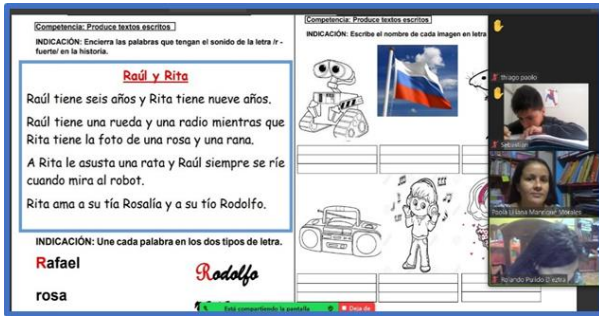 Competencia: Produce textos escritos
INDICACIÓN: Encierra las palabras que tengan el sonido de la letra /r -
fuerte/ en la historia.
Raúl y Rita
Raúl tiene seis años y Rita tiene nueve años.
Raúl tiene una rueda y una radio mientras que
Rita tiene la foto de una rosa y una rana.
A Rita le asusta una rata y Raúl siempre se ríe
cuando mira al robot.
Rita ama a su tía Rosalía y a su tío Rodolfo.
INDICACIÓN: Une cada palabra en los dos tipos de letra.
Rafael
Rodolfo
rosa
Competencia: Produce textos escritos
INDICACIÓN: Escribe el nombre de cada imagen en letra
thiago paolo
Sebastian
Paola Liliana Manrique Morales
Rolando Pulido
Está compartiendo la pantalla
Deja de